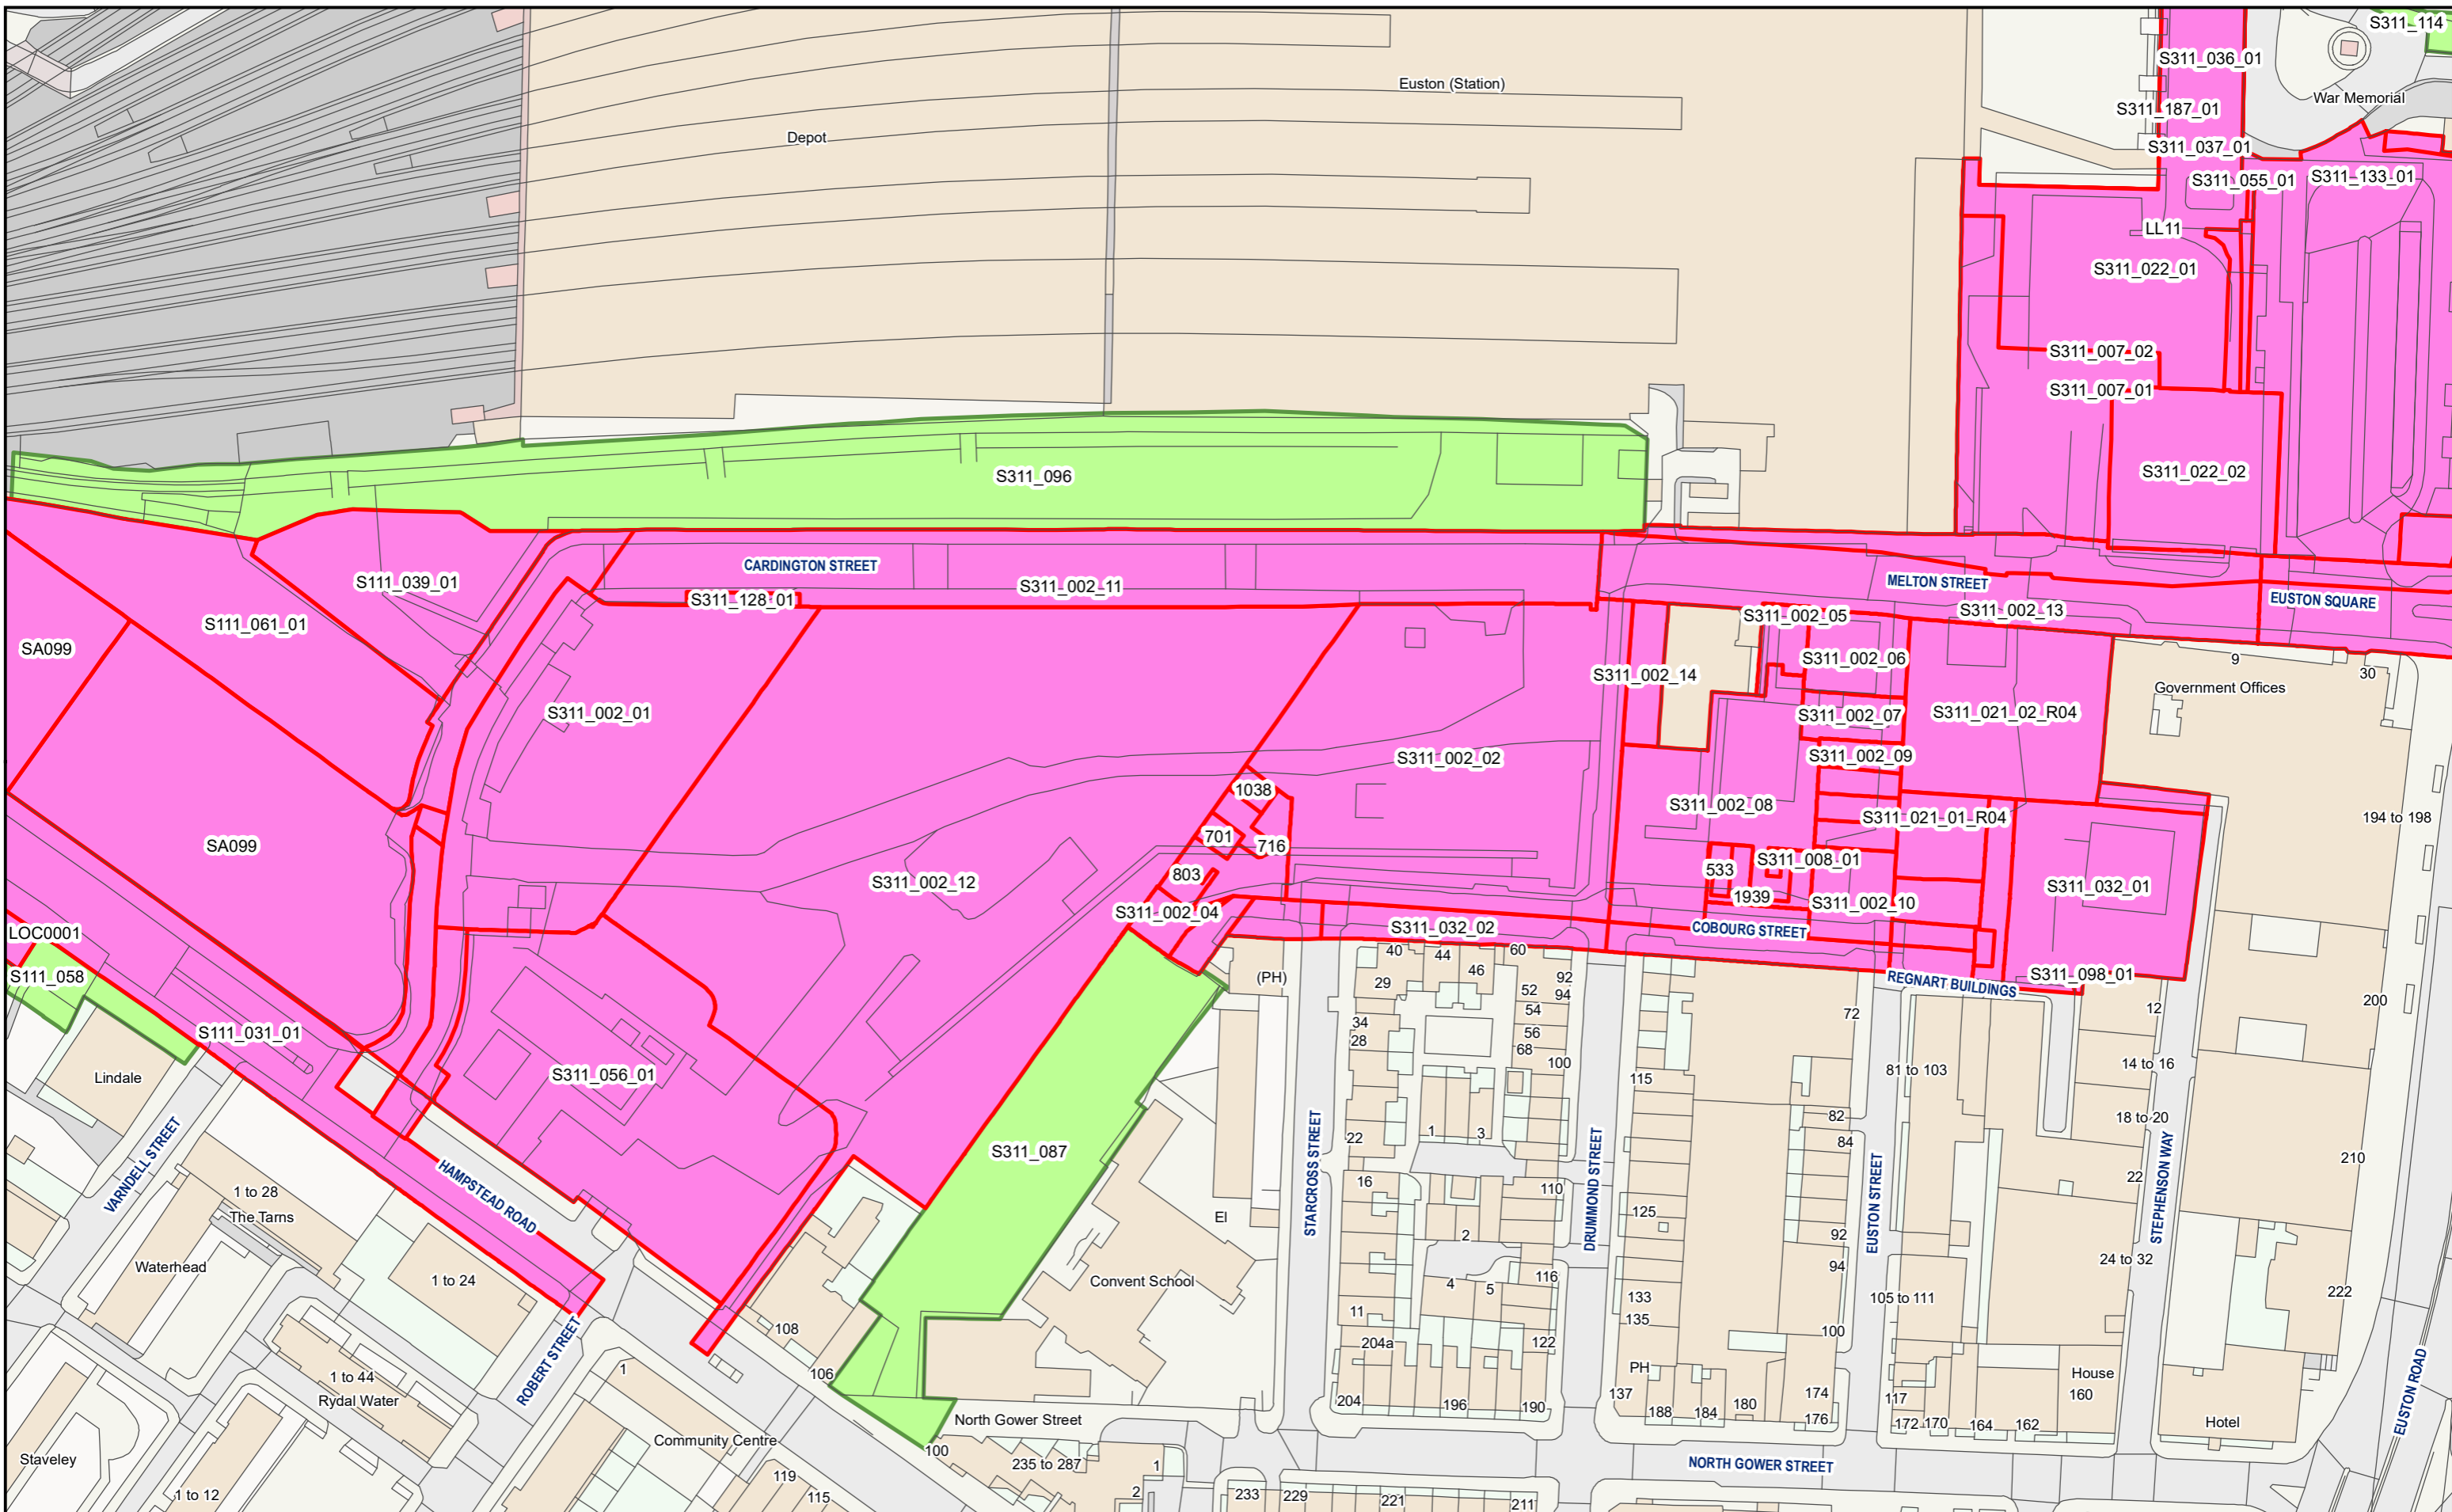 S311_114
S311_036_01
Euston (Station)
War Memorial
S311_187_01
Depot
S311_037_01
S311_055_01
S311_133_01
LL11
S311_022_01
S311_007_02
S311_007_01
S311_022_02
S311_096
CARDINGTON STREET
S111_039_01
S311_002_11
MELTON STREET
S311_128_01
EUSTON SQUARE
S311_002_13
S311_002_05
S111_061_01
SA099
S311_002_06
9
30
S311_002_14
Government Offices
S311_002_01
S311_002_07
S311_021_02_R04
S311_002_02
S311_002_09
1038
S311_002_08
S311_021_01_R04
194 to 198
701
716
SA099
S311_008_01
533
803
S311_002_12
S311_032_01
1939
S311_002_10
S311_002_04
S311_032_02
COBOURG STREET
LOC0001
40
44
60
46
S111_058
(PH)
29
92
S311_098_01
REGNART BUILDINGS
52
94
54
200
12
72
34
S111_031_01
28
56
68
100
14 to 16
81 to 103
S311_056_01
Lindale
115
82
18 to 20
1
3
22
84
S311_087
VARNDELL STREET
HAMPSTEAD ROAD
STARCROSS STREET
DRUMMOND STREET
EUSTON STREET
STEPHENSON WAY
210
22
16
110
1 to 28
The Tarns
El
125
2
92
Waterhead
24 to 32
94
1 to 24
Convent School
4
5
116
222
133
105 to 111
11
135
108
100
204a
122
ROBERT STREET
1
106
PH
House
160
1 to 44
Rydal Water
137
174
117
EUSTON ROAD
204
196
190
188
184
180
176
172
170
164
162
Hotel
North Gower Street
Community Centre
100
Staveley
235 to 287
1
NORTH GOWER STREET
119
115
2
1 to 12
233
229
221
211